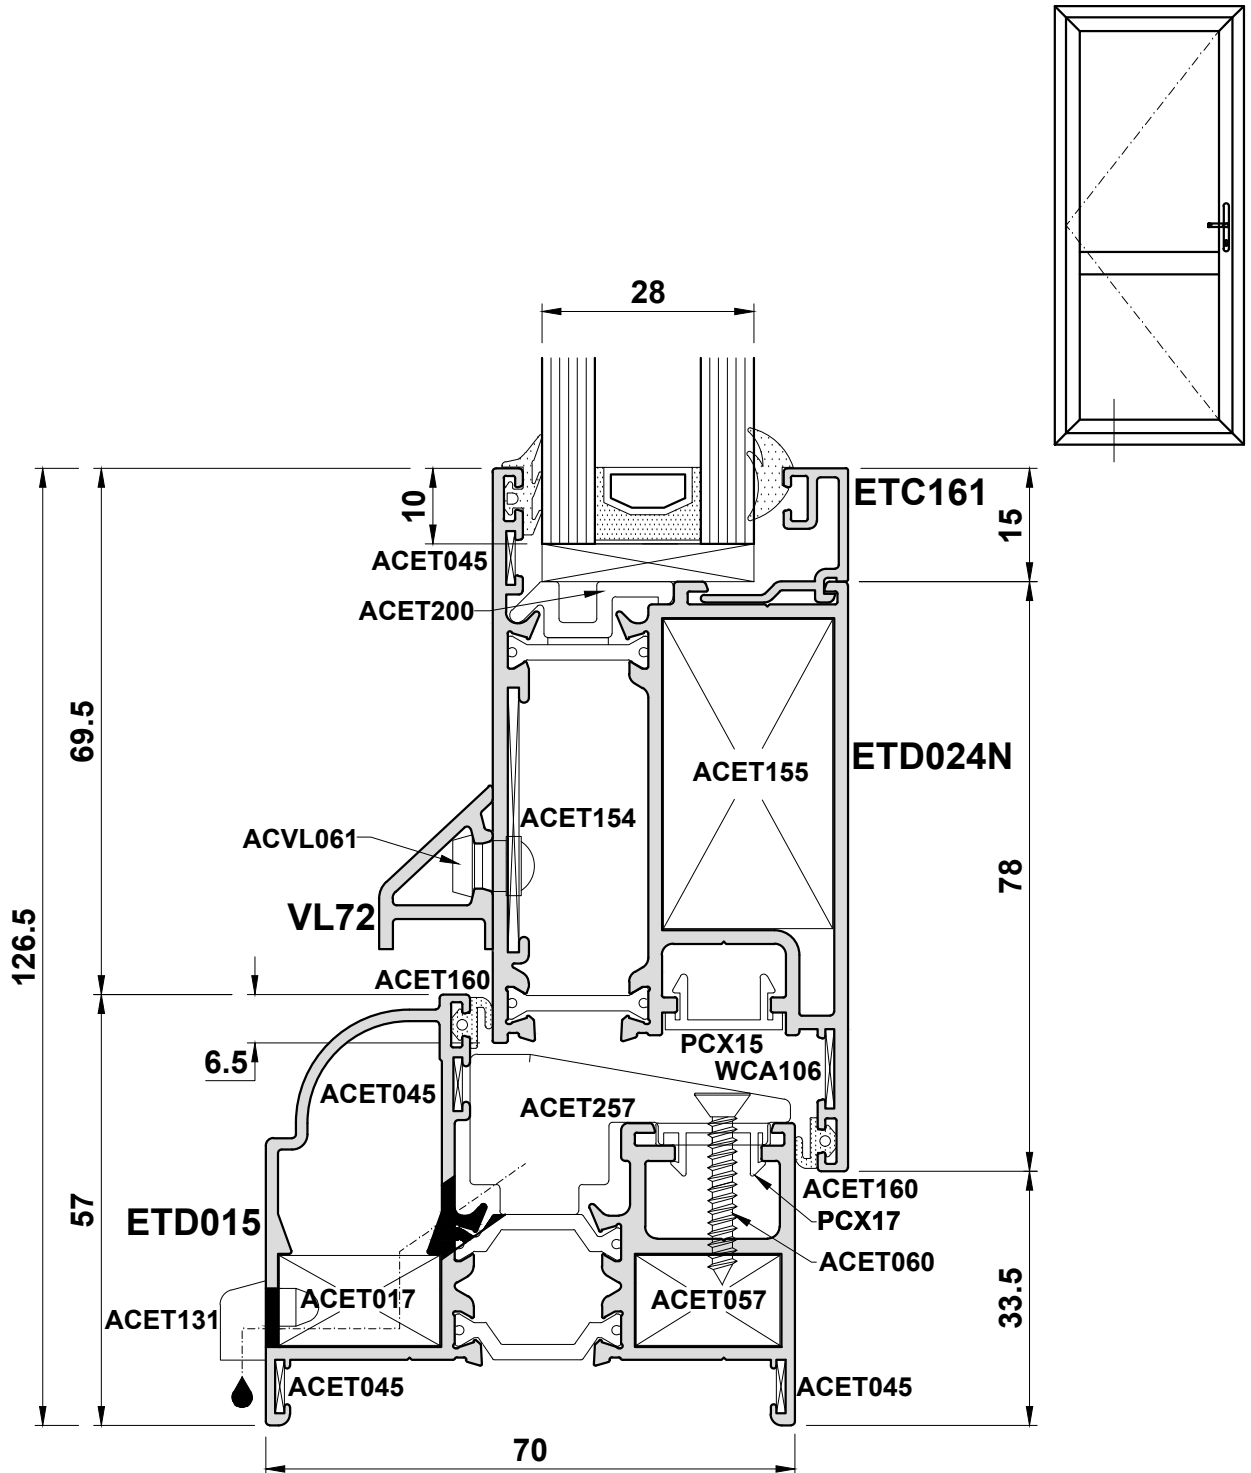 28
ETC161
10
15
ACET045
ACET200
69.5
ETD024N
ACET155
ACET154
ACVL061
78
VL72
126.5
ACET160
PCX15
6.5
WCA106
ACET045
ACET257
ACET160
57
ETD015
PCX17
ACET060
ACET017
ACET057
33.5
ACET131
ACET045
ACET045
70